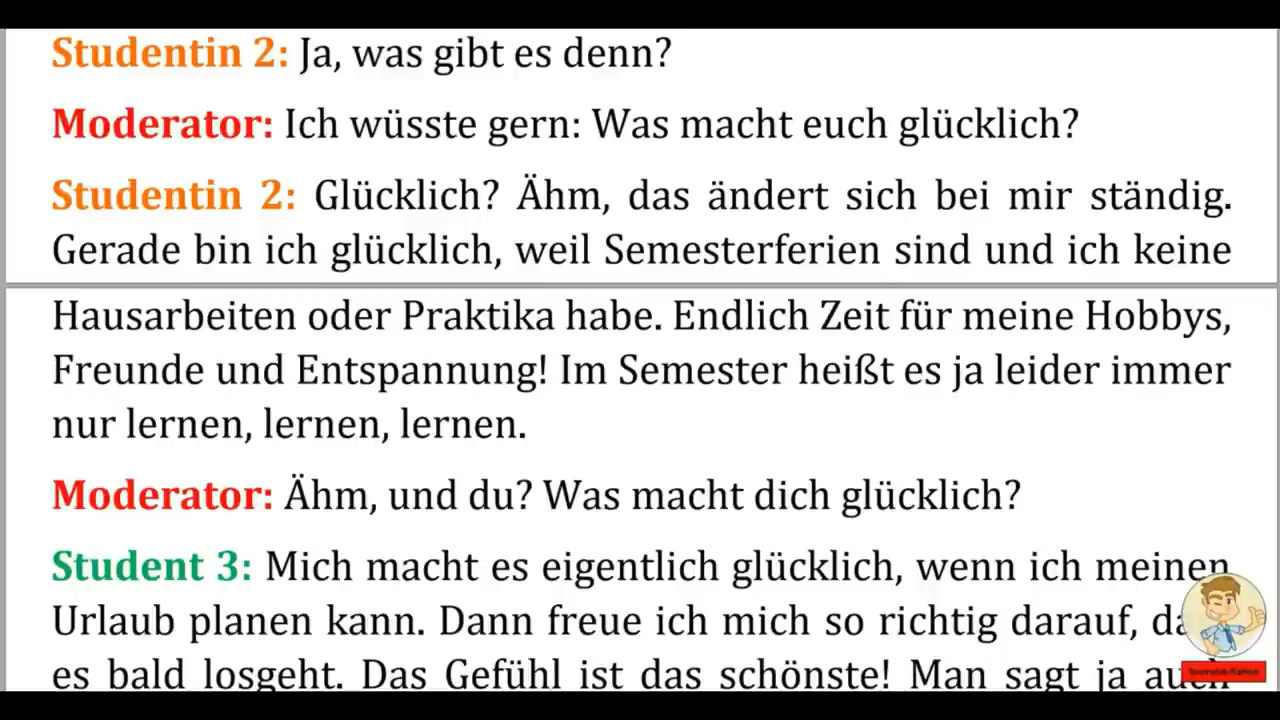 Studentin 2: Ja, was gibt es denn?
Moderator: Ich wüsste gern: Was macht euch glücklich?
Studentin 2: Glücklich? Ähm, das ändert sich bei mir ständig.
Gerade bin ich glücklich, weil Semesterferien sind und ich keine
Hausarbeiten oder Praktika habe. Endlich Zeit für meine Hobbys,
Freunde und Entspannung! Im Semester heißt es ja leider immer
nur lernen, lernen, lernen.
Moderator: Ähm, und du? Was macht dich glücklich?
Student 3: Mich macht es eigentlich glücklich, wenn ich meinen
Urlaub planen kann. Dann freue ich mich so richtig darauf,
es bald losgeht. Das Gefühl ist das schönste! Man sagt ja auch